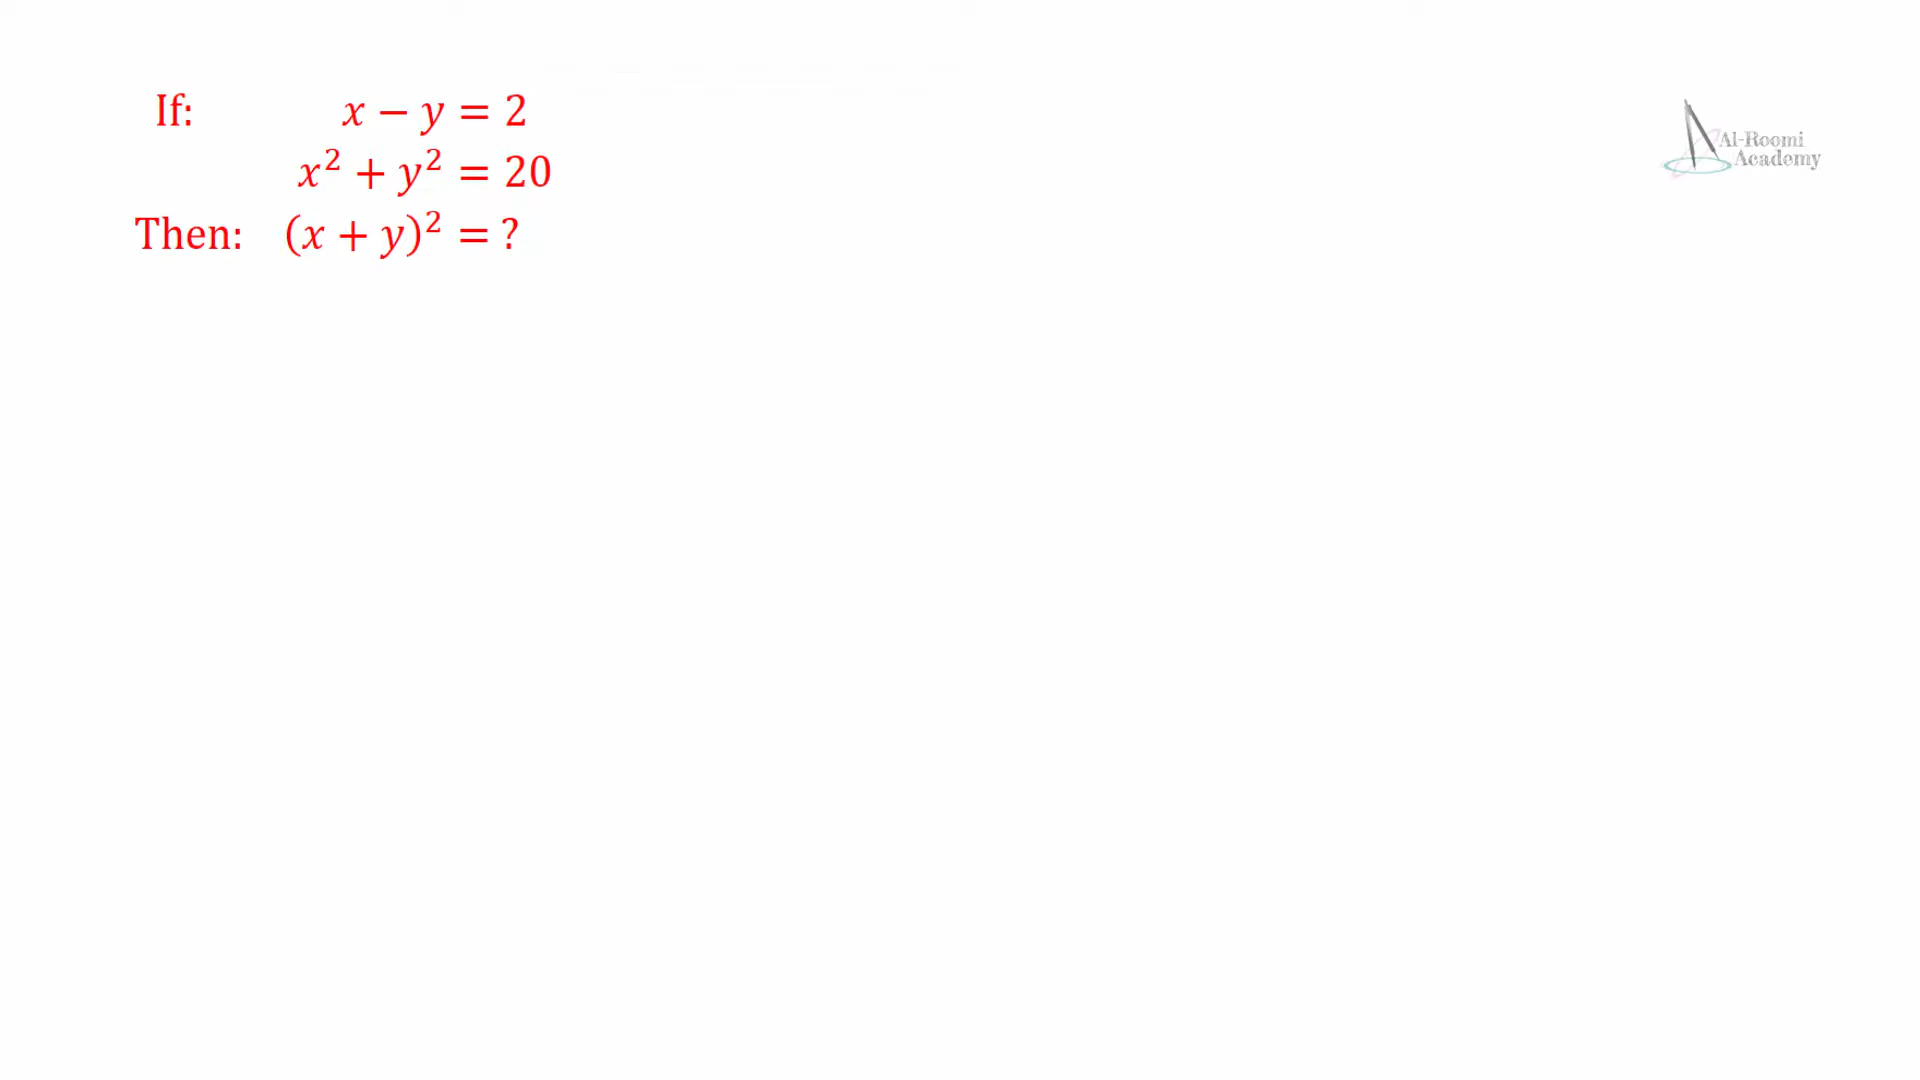 If: x − y = 2
x² + y² = 20
Then: (x + y)² = ?
Al-Roomi
Academy